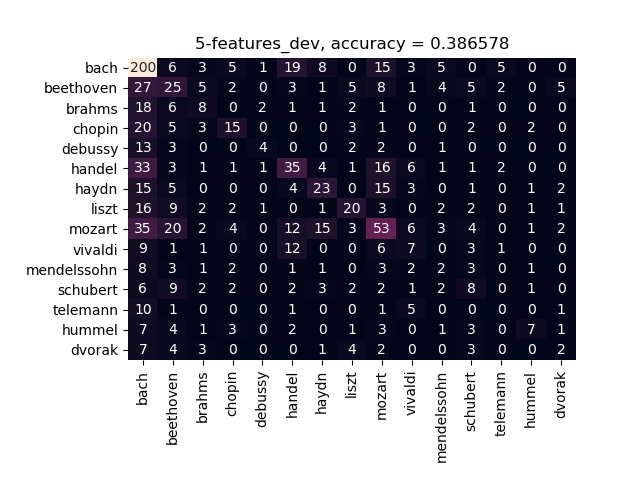 5-features_dev, accuracy = 0.386578
bach 200 6 3 5 1 19 8 0 15 3 5 0 5 0 0
beethoven 27 25 5 2 0 3 1 5 8 1 4 5 2 0 5
brahms 18 6 8 0 2 1 1 2 1 0 0 1 0 0 0
chopin 20 5 3 15 0 0 0 3 1 0 0 2 0 2 0
debussy 13 3 0 0 4 0 0 2 2 0 1 0 0 0 0
handel 33 3 1 1 1 35 4 1 16 6 1 1 2 0 0
haydn 15 5 0 0 0 4 23 0 15 3 0 1 0 1 2
liszt 16 9 2 2 1 0 1 20 3 0 2 2 0 1 1
mozart 35 20 2 4 0 12 15 3 53 6 3 4 0 1 2
vivaldi 9 1 1 0 0 12 0 0 6 7 0 3 1 0 0
mendelssohn 8 3 1 2 0 1 1 0 3 2 2 3 0 1 0
schubert 6 9 2 2 0 2 3 2 2 1 2 8 0 1 0
telemann 10 1 0 0 0 1 0 0 1 5 0 0 0 0 1
hummel 7 4 1 3 0 2 0 1 3 0 1 3 0 7 1
dvorak 7 4 3 0 0 0 1 4 2 0 0 3 0 0 2
bach beethoven brahms chopin debussy handel haydn liszt mozart vivaldi mendelssohn schubert telemann hummel dvorak